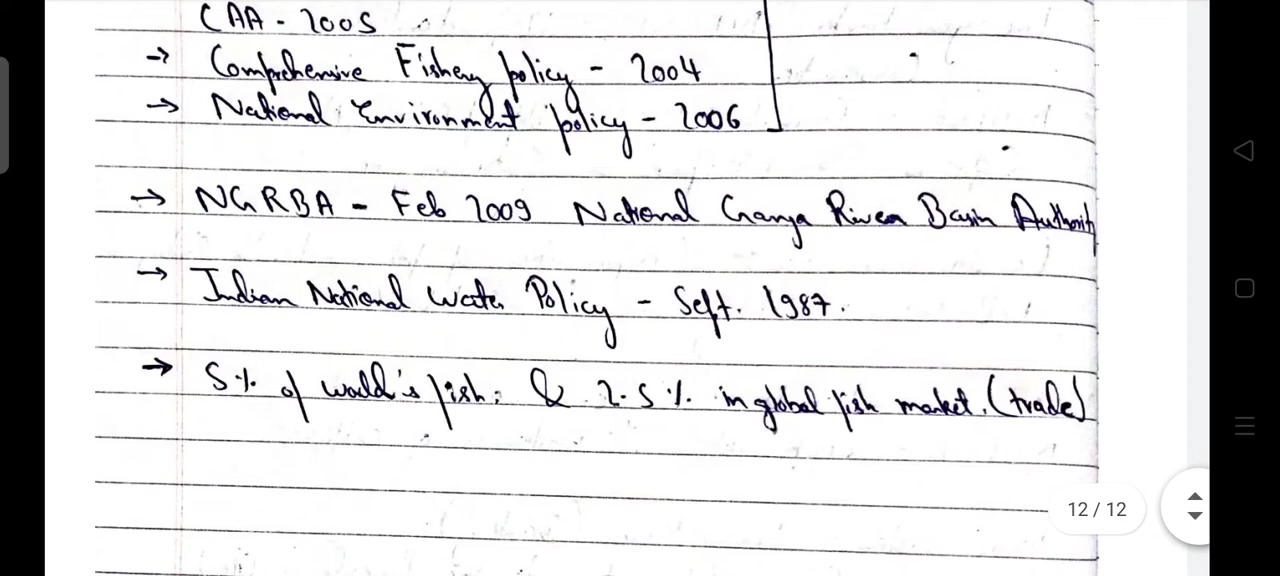 CAA - 2005
→ Comprehensive Fishery policy - 2004
→ National Environment policy - 2006
→ NGRBA - Feb 2009 National Ganga River Basin Authority
→ Indian National Water Policy - Sept. 1987.
→ 5% of world's fish. & 2.5% in global fish market. (trade)
12 / 12